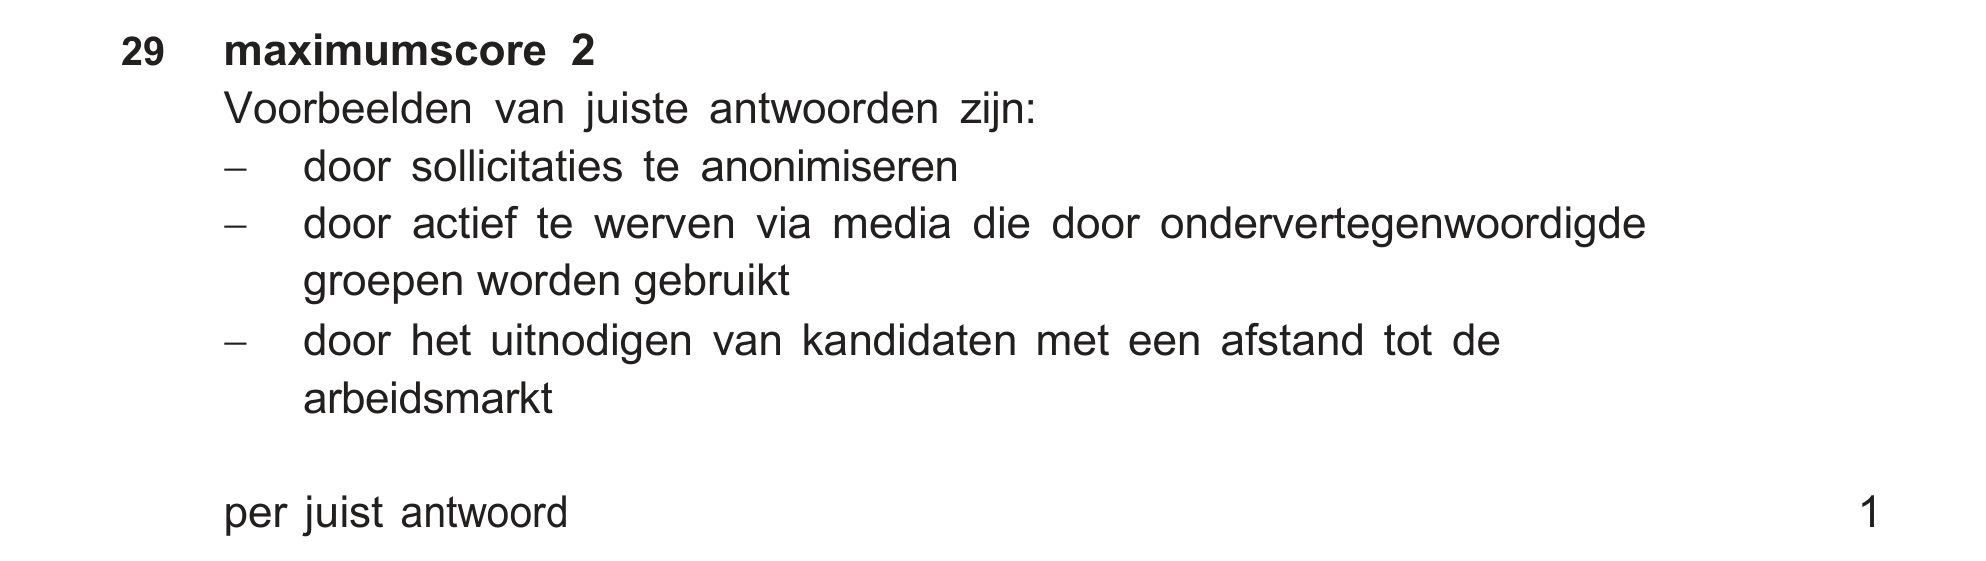 29 maximumscore 2
Voorbeelden van juiste antwoorden zijn:
– door sollicitaties te anonimiseren
– door actief te werven via media die door ondervertegenwoordigde
groepen worden gebruikt
– door het uitnodigen van kandidaten met een afstand tot de
arbeidsmarkt
per juist antwoord 1